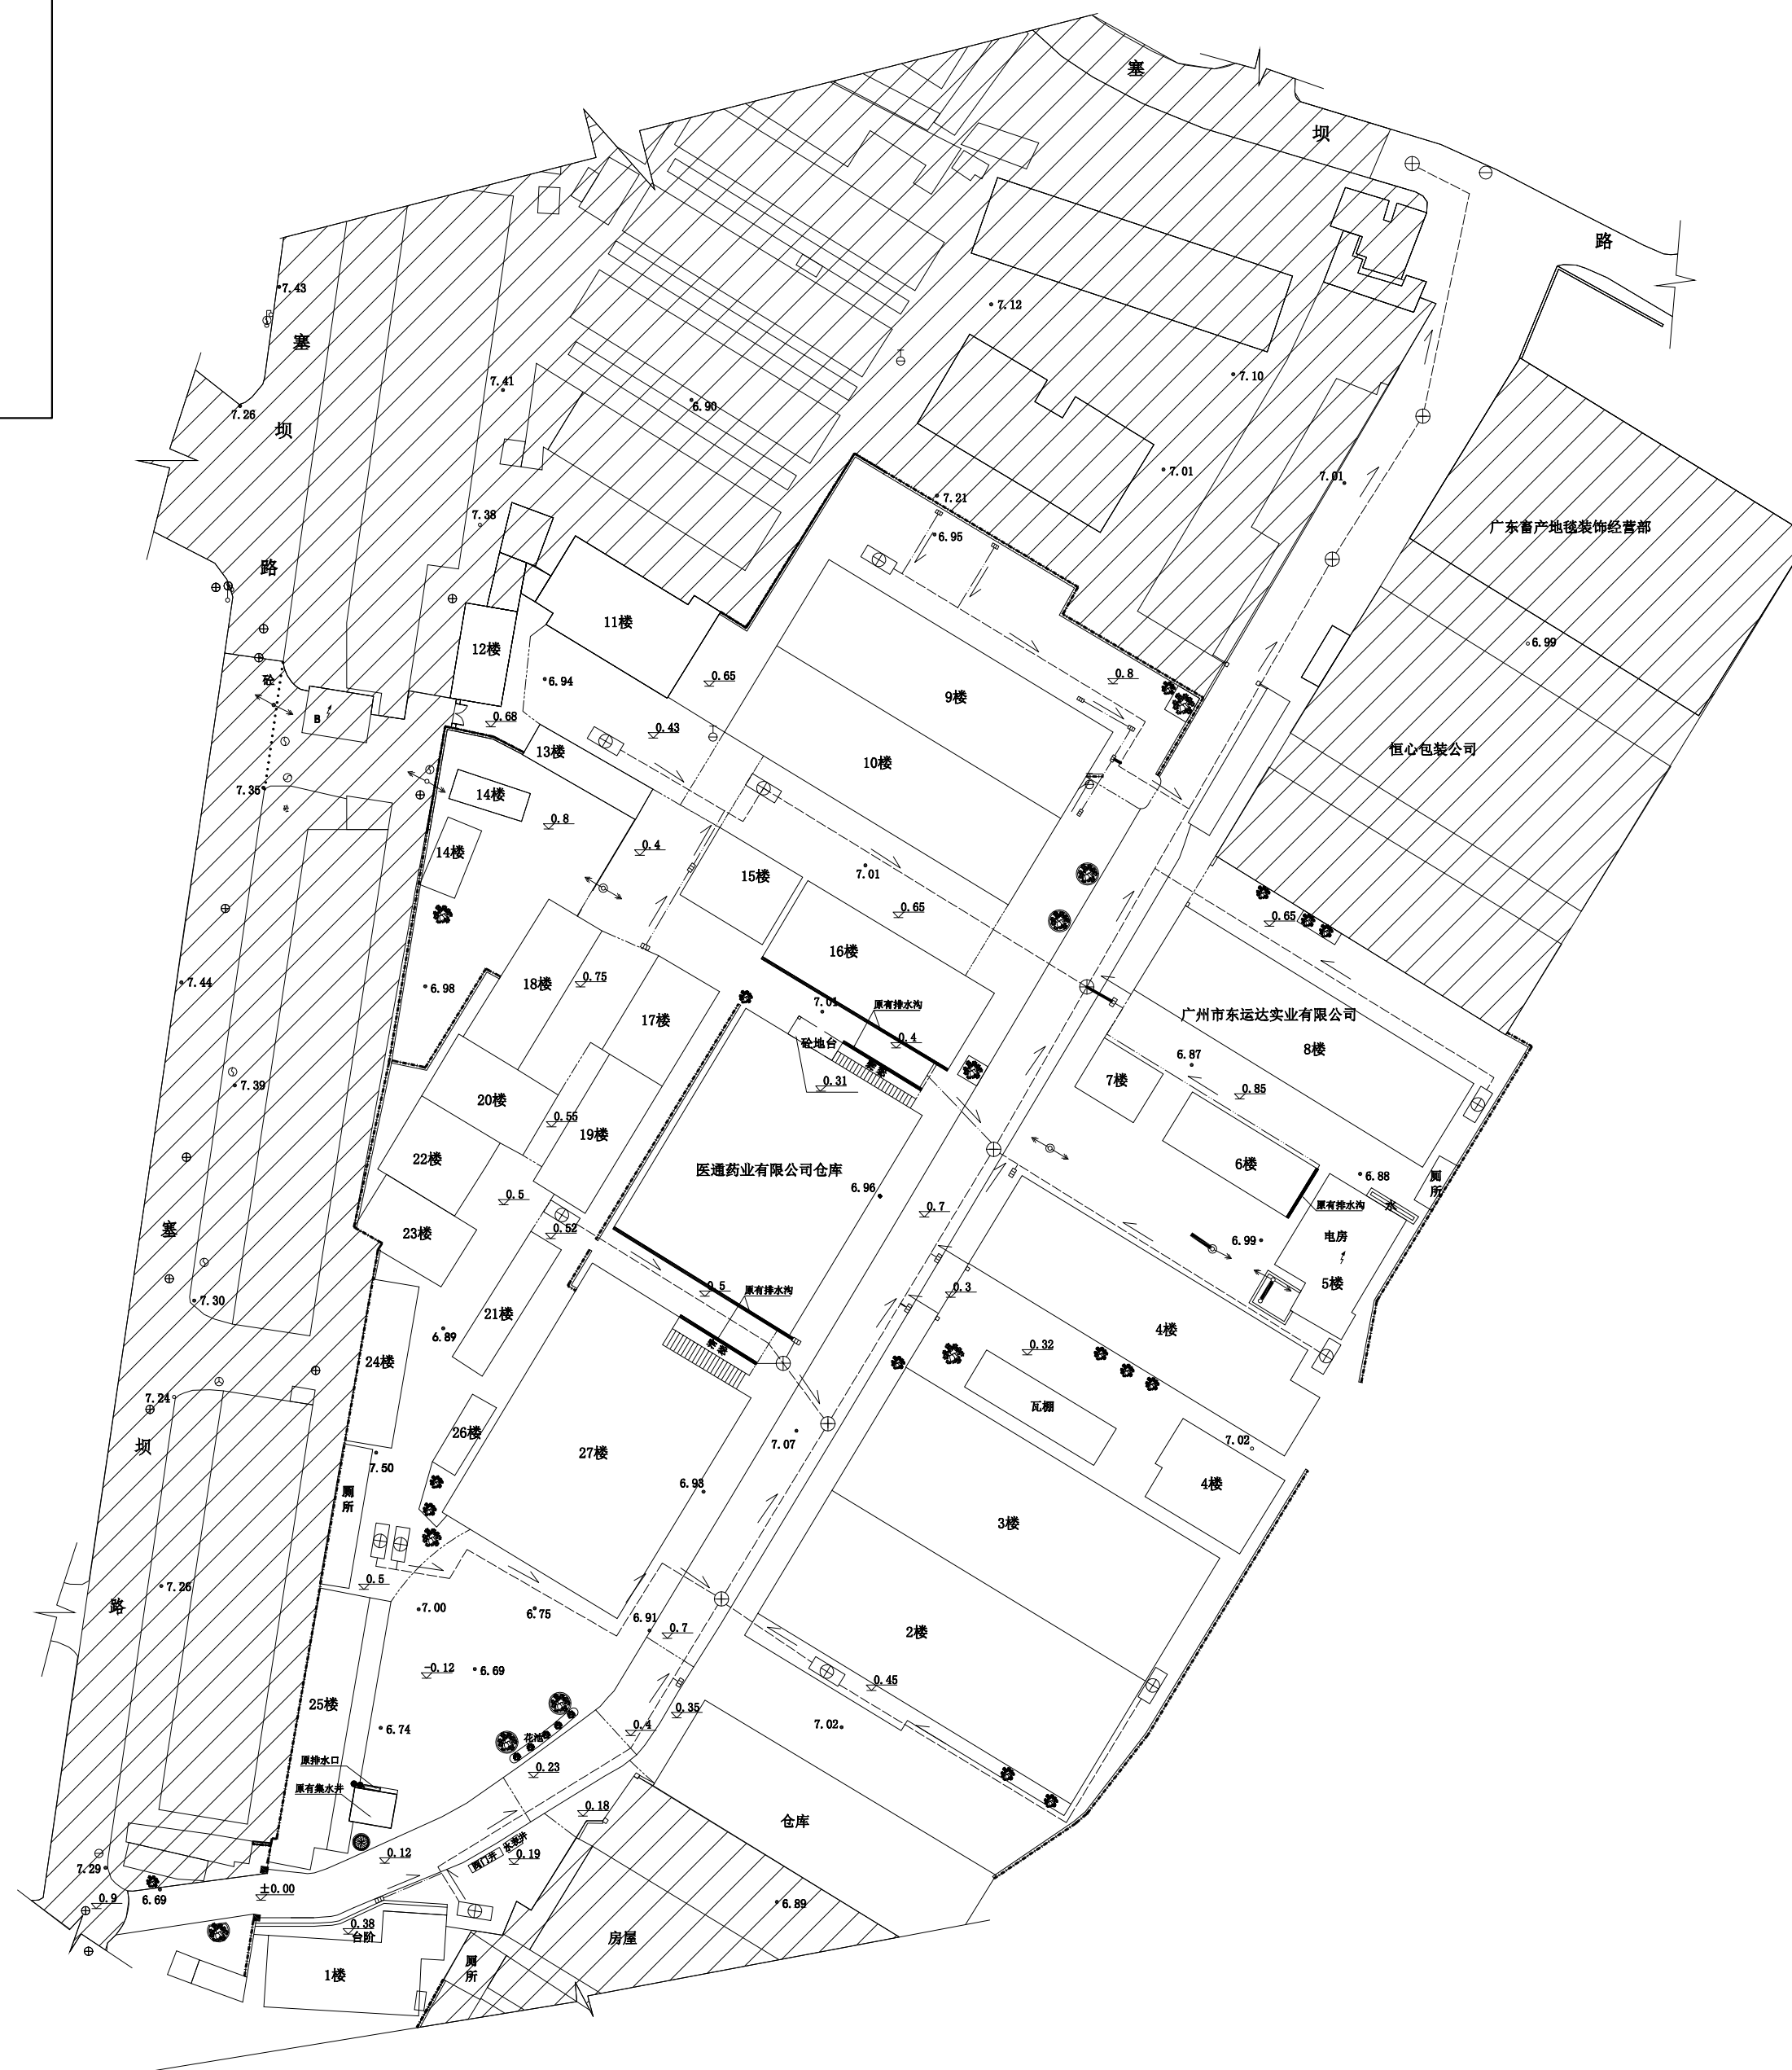 塞
坝
路
7.43
塞
7.12
7.41
7.26
6.90
7.10
坝
7.01
7.01
7.21
7.38
6.95
广东畜产地毯装饰经营部
路
11楼
12楼
6.99
砼
6.94
0.65
0.8
9楼
B
0.68
0.43
13楼
10楼
恒心包装公司
7.35
14楼
0.8
14楼
0.4
15楼
7.01
0.65
0.65
16楼
7.44
6.98
18楼
0.75
17楼
7.01
原有排水沟
广州市东运达实业有限公司
砼地台
0.4
8楼
7.39
0.31
6.87
7楼
0.85
20楼
0.55
19楼
22楼
医通药业有限公司仓库
6楼
6.88
厕
所
6.96
0.5
原有排水沟
水
塞
23楼
0.52
0.7
6.99
电房
5楼
7.30
21楼
0.5
原有排水沟
0.3
6.89
24楼
4楼
0.32
7.24
瓦棚
坝
26楼
27楼
7.07
7.02
7.50
6.93
4楼
厕
所
3楼
7.26
0.5
路
7.00
6.75
6.91
0.7
2楼
-0.12
6.69
0.45
25楼
6.74
0.35
0.4
7.02
花池
原排水口
0.23
原有集水井
0.18
仓库
0.12
0.19
7.29
±0.00
0.9
6.69
6.89
0.38
台阶
房屋
厕
所
1楼